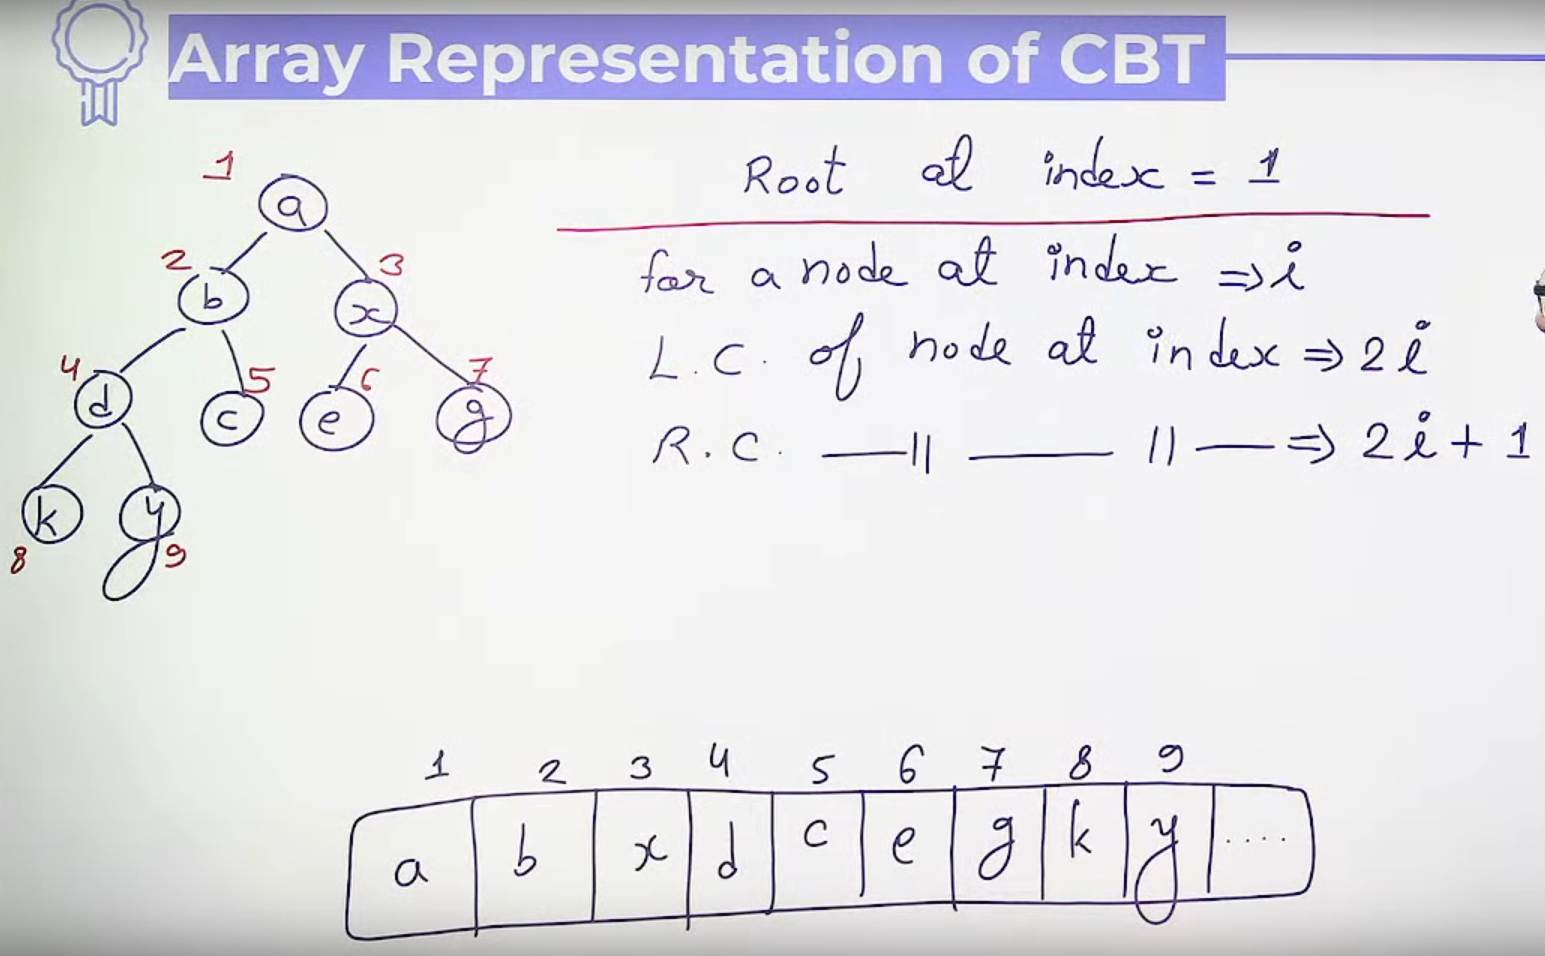 Array Representation of CBT
Root at index = 1
for a node at index ⇒ i
L.C. of node at index ⇒ 2i
R.C. —〃— —〃— ⇒ 2i + 1
1
a
2
3
b
x
4
5
6
7
d
c
e
g
k
y
8
9
1 2 3 4 5 6 7 8 9
a b x d c e g k y ....